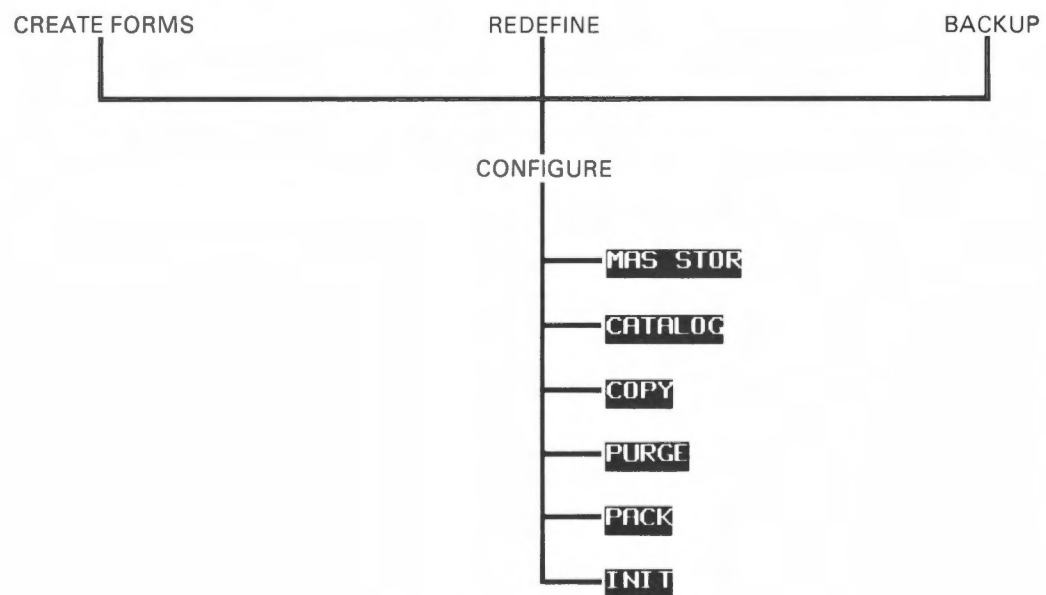 CREATE FORMS REDEFINE BACKUP
CONFIGURE
MAS STOR
CATALOG
COPY
PURGE
PACK
INIT